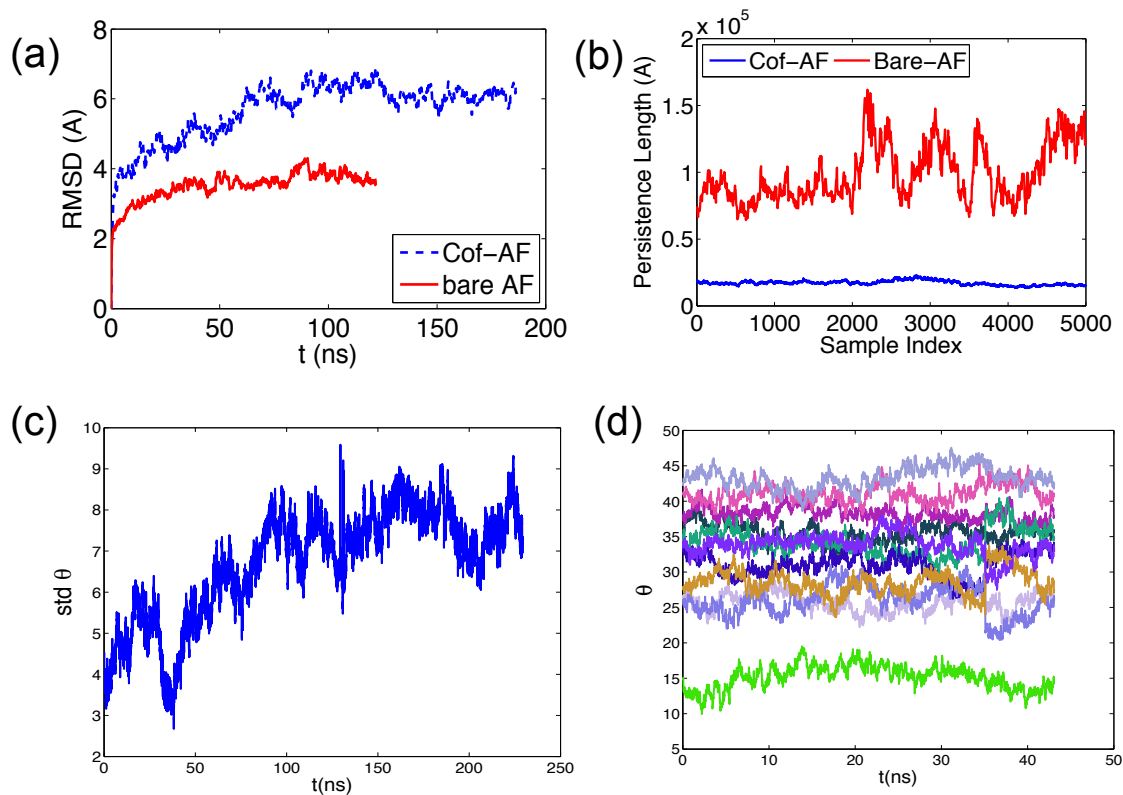 (a)
8
6
4
2
0
RMSD (A)
Cof-AF
bare AF
0 50 100 150 200
t (ns)
(b)
x 10^5
2
1.5
1
0.5
0
Persistence Length (A)
Cof-AF Bare-AF
0 1000 2000 3000 4000 5000
Sample Index
(c)
10
9
8
7
6
5
4
3
2
std θ
0 50 100 150 200 250
t(ns)
(d)
50
45
40
35
30
25
20
15
10
5
θ
0 10 20 30 40 50
t(ns)